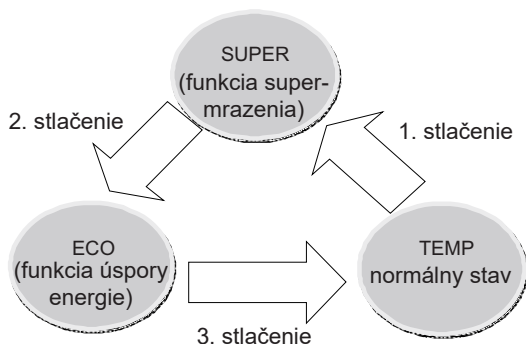 SUPER
(funkcia super-
mrazenia)
2. stlačenie
1. stlačenie
ECO
(funkcia úspory
energie)
TEMP
normálny stav
3. stlačenie